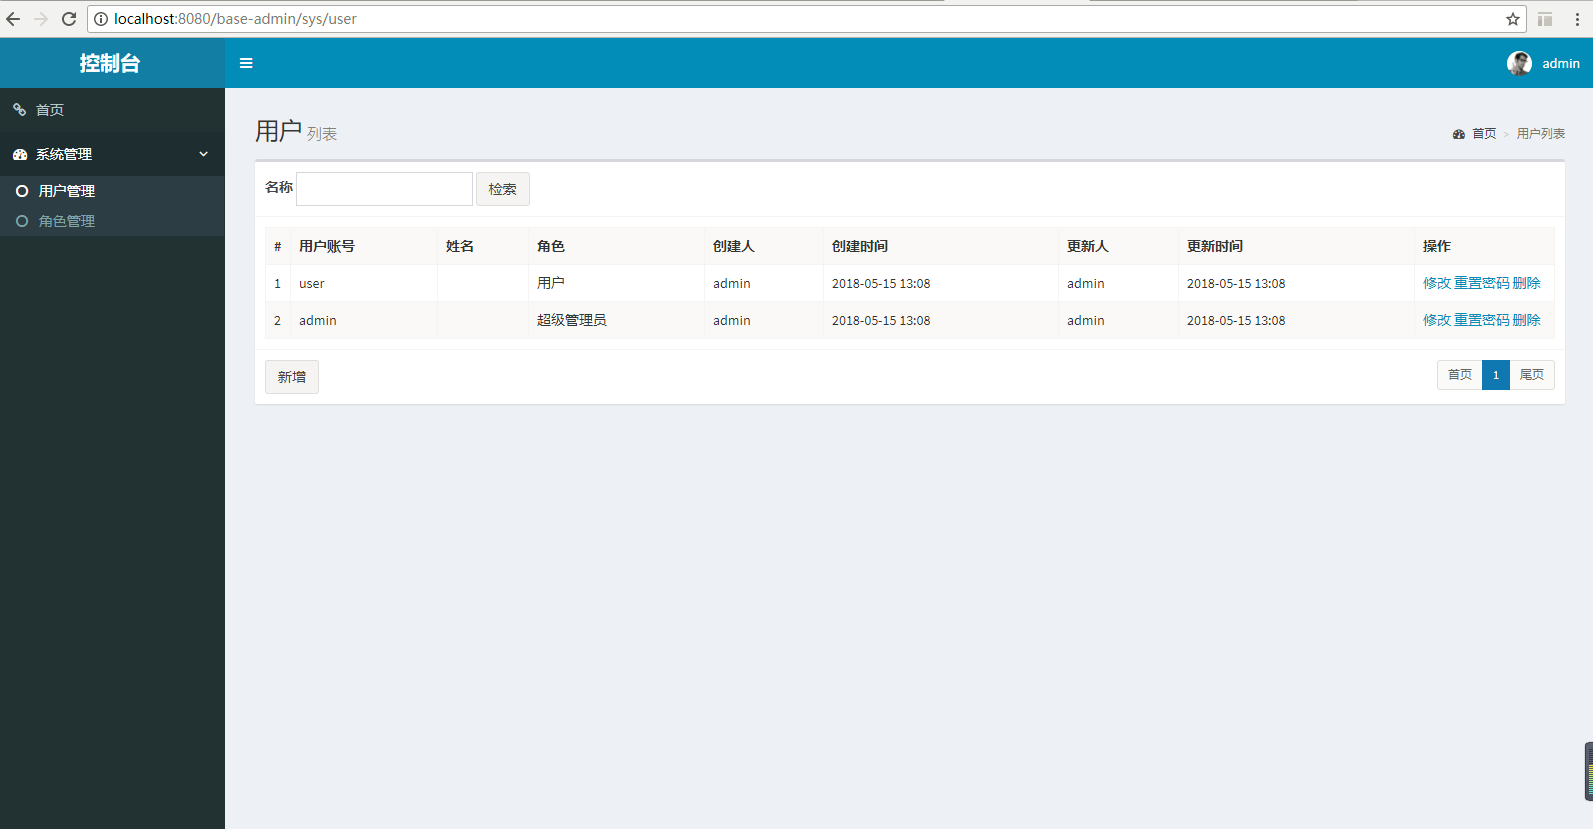 localhost:8080/base-admin/sys/user
控制台
admin
首页
系统管理
用户管理
角色管理
用户 列表
首页 > 用户列表
名称 检索
# 用户账号 姓名 角色 创建人 创建时间 更新人 更新时间 操作
1 user 用户 admin 2018-05-15 13:08 admin 2018-05-15 13:08 修改 重置密码 删除
2 admin 超级管理员 admin 2018-05-15 13:08 admin 2018-05-15 13:08 修改 重置密码 删除
新增
首页 1 尾页